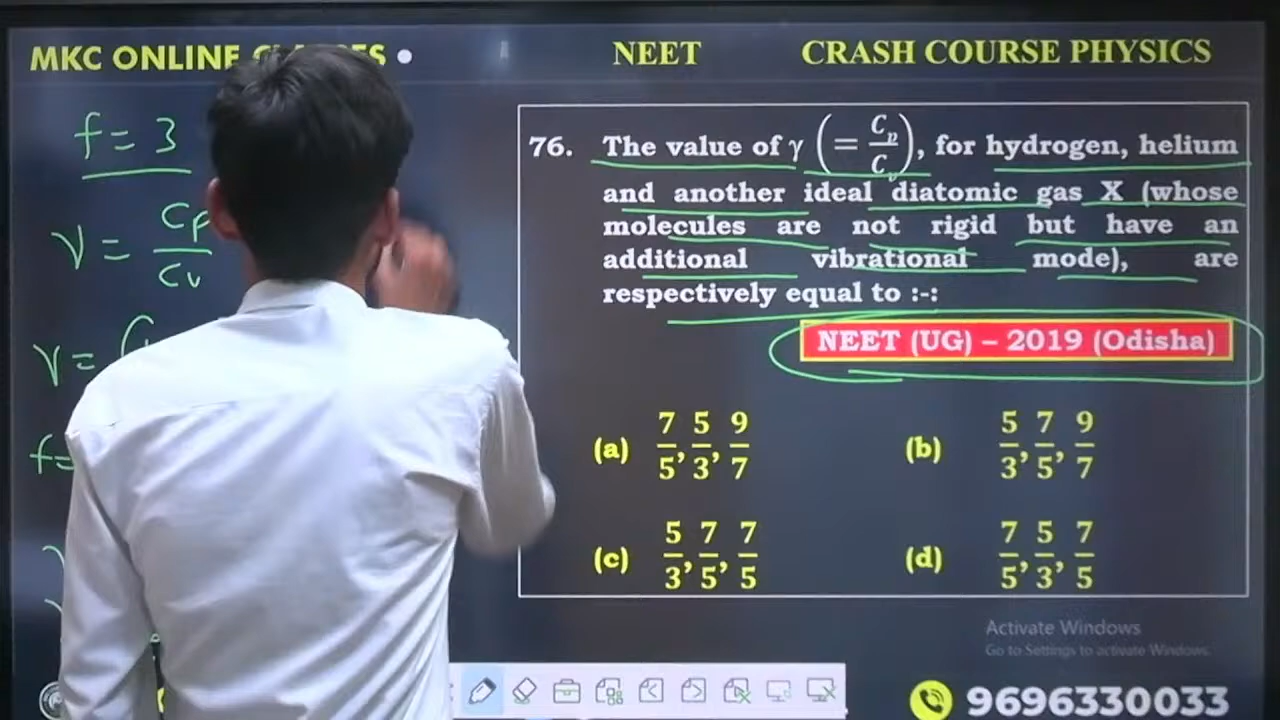 MKC ONLINE
NEET
CRASH COURSE PHYSICS
f = 3
γ = Cp/Cv
γ =
f=
76. The value of γ (= Cp/Cv), for hydrogen, helium
and another ideal diatomic gas X (whose
molecules are not rigid but have an
additional vibrational mode), are
respectively equal to :-:
NEET (UG) – 2019 (Odisha)
(a) 7/5, 5/3, 9/7
(b) 5/3, 7/5, 9/7
(c) 5/3, 7/5, 7/5
(d) 7/5, 5/3, 7/5
Activate Windows
Go to Settings to activate Windows.
9696330033